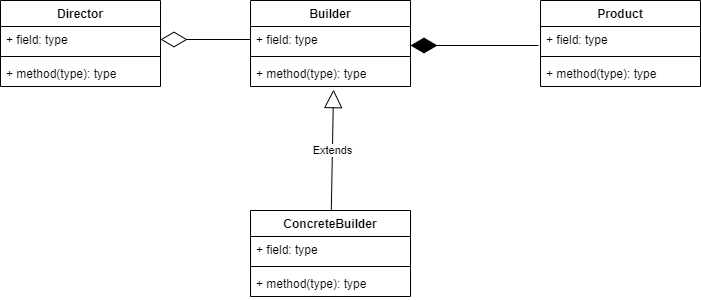 Director
+ field: type
+ method(type): type
Builder
+ field: type
+ method(type): type
Product
+ field: type
+ method(type): type
Extends
ConcreteBuilder
+ field: type
+ method(type): type